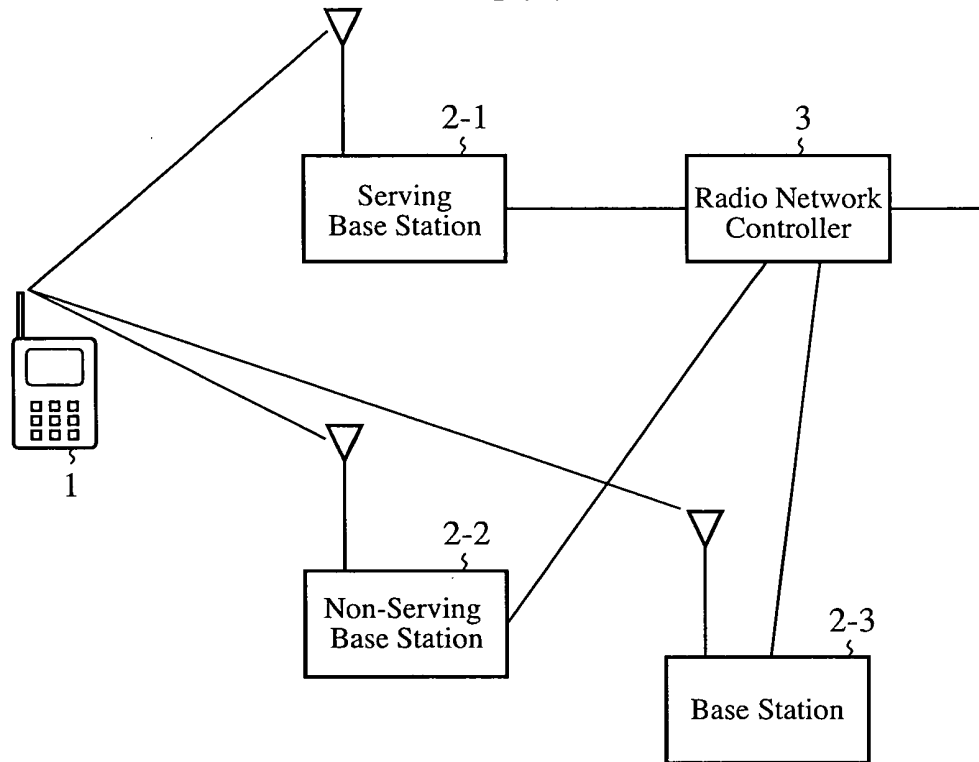 2-1
3
Serving
Base Station
Radio Network
Controller
1
2-2
Non-Serving
Base Station
2-3
Base Station